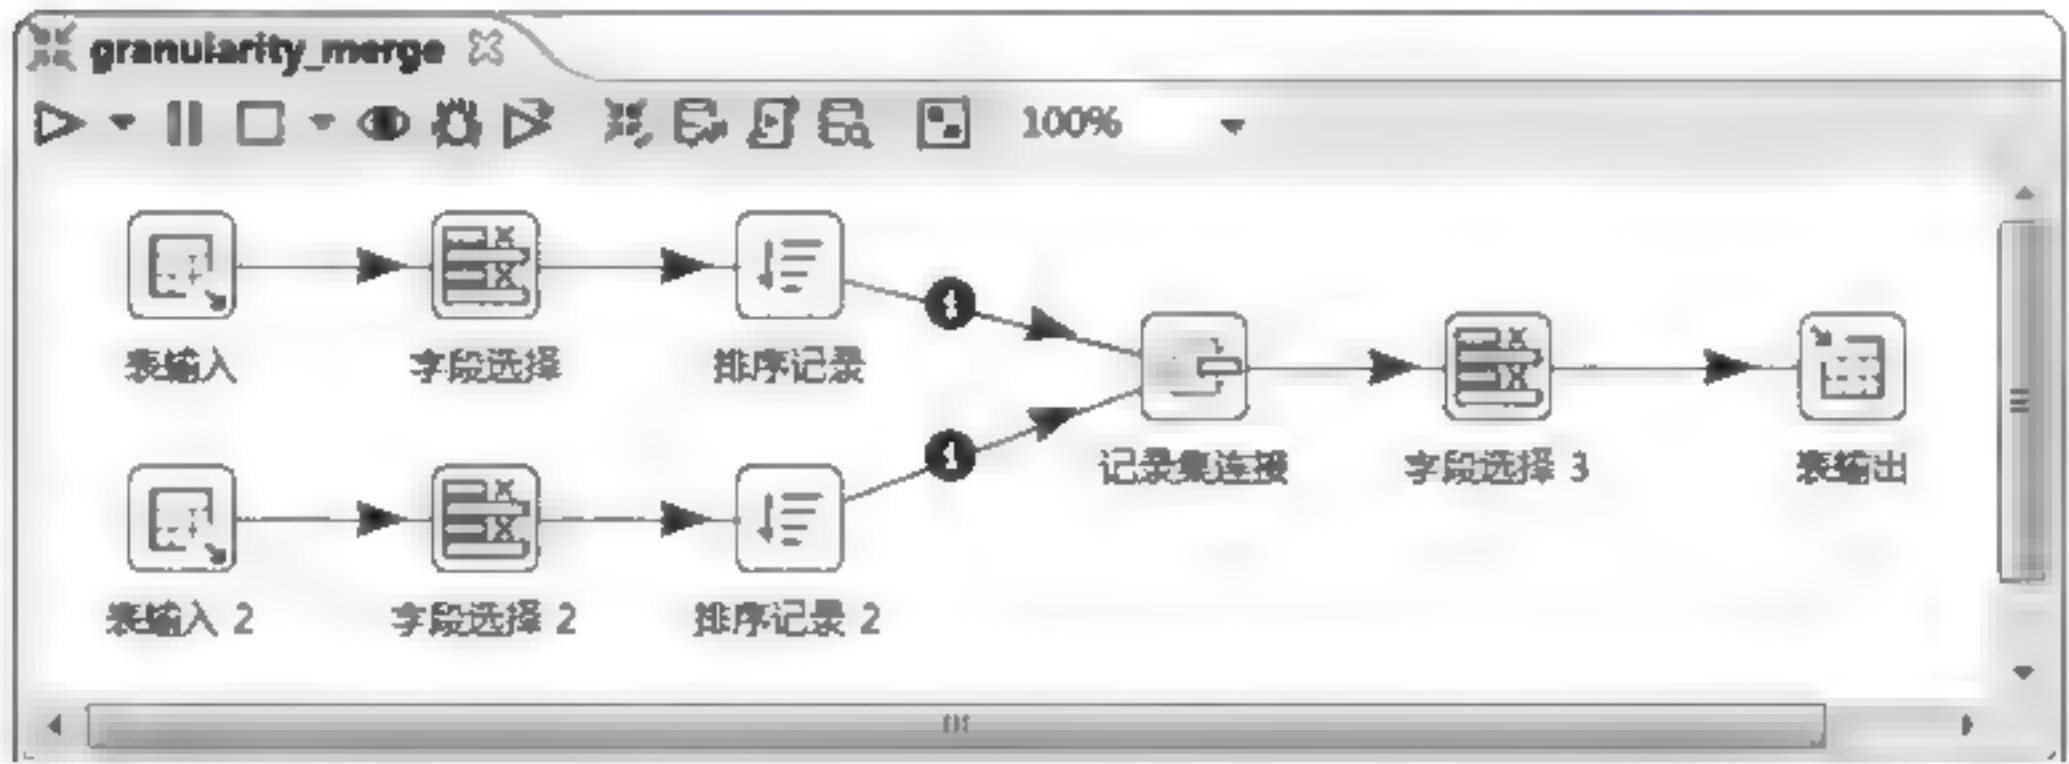 granularity_merge
100%
表输入 字段选择 排序记录
记录集连接 字段选择 3 表输出
表输入 2 字段选择 2 排序记录 2